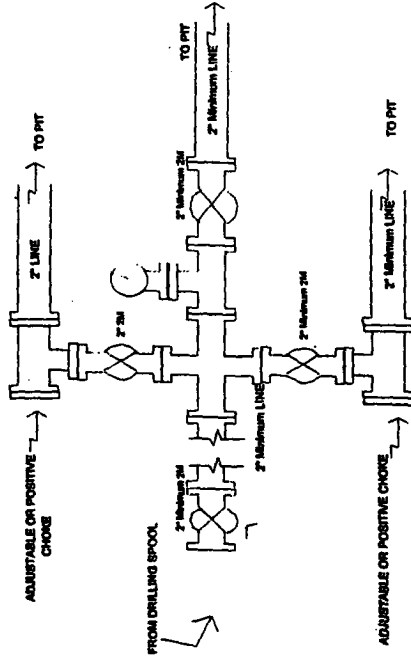 ADJUSTABLE OR POSITIVE
CHOKE
2" LINE
TO PIT
2" 2M
FROM DRILLING SPOOL
2" Minimum 2M
2" Minimum LINE
2" Minimum 2M
2" Minimum LINE
TO PIT
2" Minimum 2M
ADJUSTABLE OR POSITIVE CHOKE
2" Minimum LINE
TO PIT